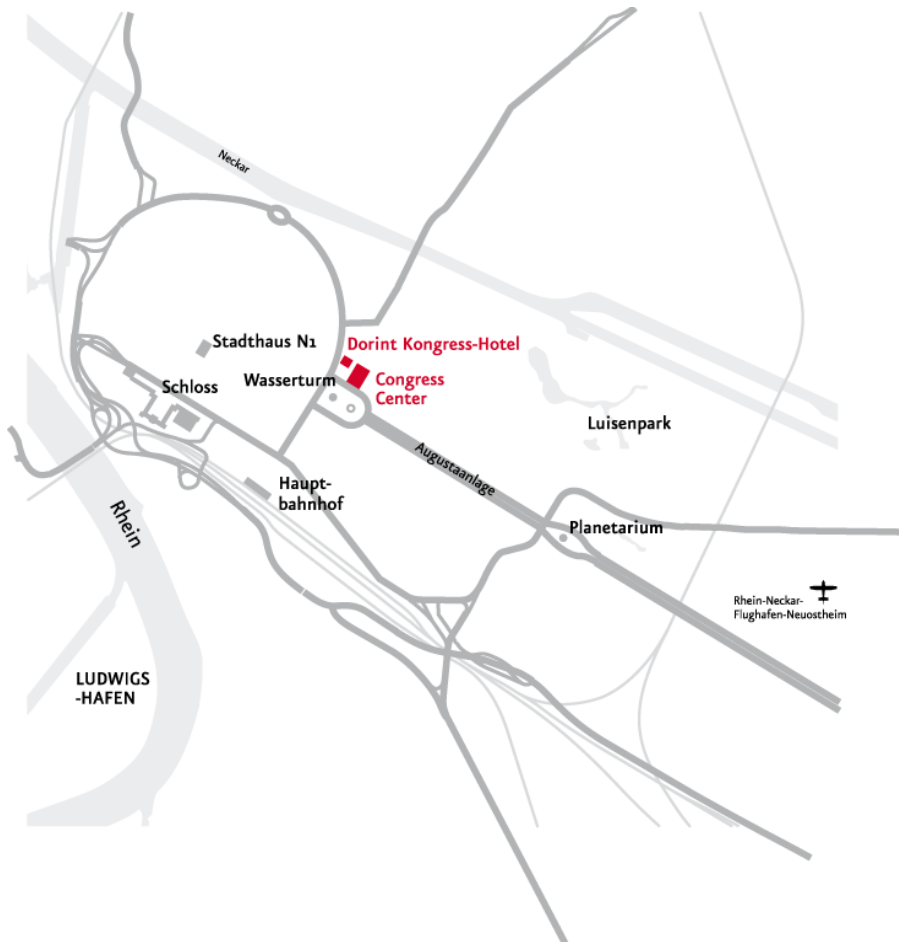 Neckar
Stadthaus N1
Dorint Kongress-Hotel
Schloss
Wasserturm
Congress
Center
Luisenpark
Augustaanlage
Haupt-
bahnhof
Rhein
Planetarium
Rhein-Neckar-
Flughafen-Neuostheim
LUDWIGS
-HAFEN